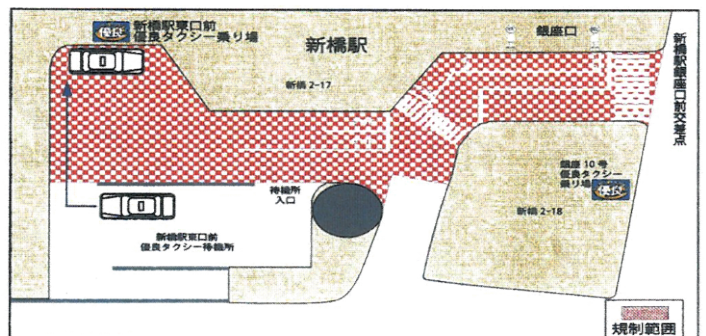 優良
新橋駅東口前
優良タクシー乗り場
新橋駅
銀座口
新橋2-17
新橋駅銀座口前交差点
銀座10号
優良タクシー
乗り場
優良
新橋2-18
待機所
入口
新橋駅東口前
優良タクシー待機所
規制範囲